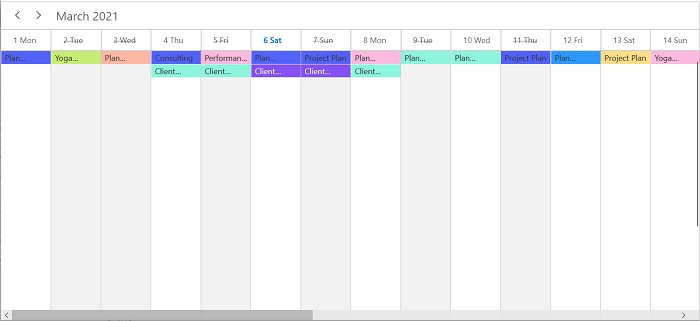 March 2021
1 Mon 2 Tue 3 Wed 4 Thu 5 Fri 6 Sat 7 Sun 8 Mon 9 Tue 10 Wed 11 Thu 12 Fri 13 Sat 14 Sun
Plan... Yoga... Plan... Consulting Performan... Plan... Project Plan Plan... Plan... Plan... Project Plan Plan... Project Plan Yoga...
Client... Client... Client... Client... Client...